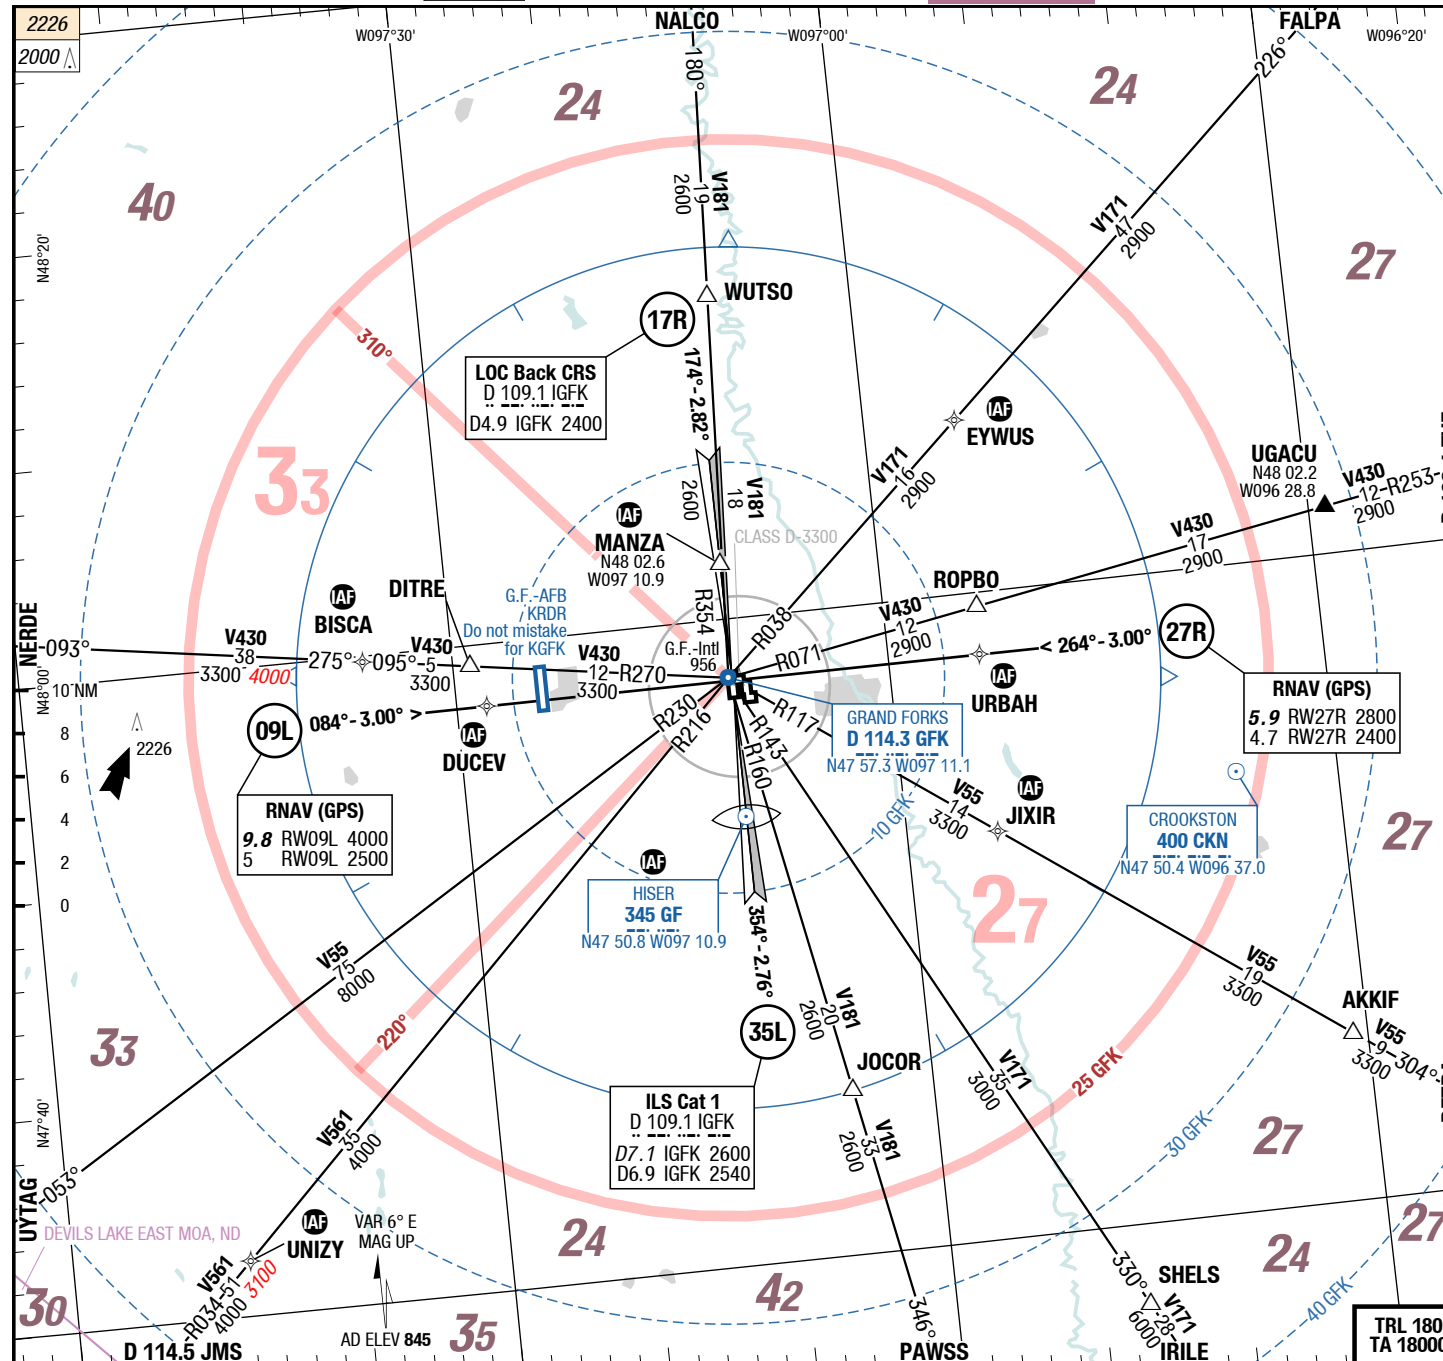 2226
2000
NALCO
FALPA
W097°30'
W097°00'
W096°20'
180°
226°
24
24
40
27
V181
19
2600
V171
47
2900
N48°20'
WUTSO
17R
310°
LOC Back CRS
D 109.1 IGFK
D4.9 IGFK 2400
174°- 2.82°
IAF
EYWUS
33
V171
16
2900
UGACU
N48 02.2
W096 28.8
V430
12-R253-
2900
V181
18
2600
IAF
MANZA
N48 02.6
W097 10.9
CLASS D-3300
V430
17
2900
ROPBO
DITRE
IAF
BISCA
G.F.-AFB
KRDR
Do not mistake
for KGFK
R354
R038
V430
12
2900
27R
NERDE
-093°
V430
38
3300 4000
275°
095°-5
V430
3300
V430
12
3300
R270
G.F.-Intl
956
R071
< 264°- 3.00°
IAF
URBAH
RNAV (GPS)
5.9 RW27R 2800
4.7 RW27R 2400
N48°00'
10 NM
8
6
4
2
0
2226
09L
084°- 3.00° >
IAF
DUCEV
R230
R216
R117
R143
R160
GRAND FORKS
D 114.3 GFK
N47 57.3 W097 11.1
RNAV (GPS)
9.8 RW09L 4000
5 RW09L 2500
V55
14
3300
IAF
JIXIR
10 GFK
CROOKSTON
400 CKN
N47 50.4 W096 37.0
27
IAF
HISER
345 GF
N47 50.8 W097 10.9
27
354°- 2.76°
V55
75
8000
V55
19
3300
AKKIF
V55
9-304°
3300
33
220°
35L
V181
20
2600
JOCOR
V171
35
3000
25 GFK
ILS Cat 1
D 109.1 IGFK
D7.1 IGFK 2600
D6.9 IGFK 2540
N47°40'
V561
35
4000
V181
33
2600
30 GFK
27
UYTAG
-053°
DEVILS LAKE EAST MOA, ND
IAF
UNIZY
VAR 6° E
MAG UP
24
27
24
42
V561
-R034-51
4000 3100
30
35
AD ELEV 845
D 114.5 JMS
346°
PAWSS
330°
SHELS
V171
28
6000
IRILE
40 GFK
TRL 180
TA 18000